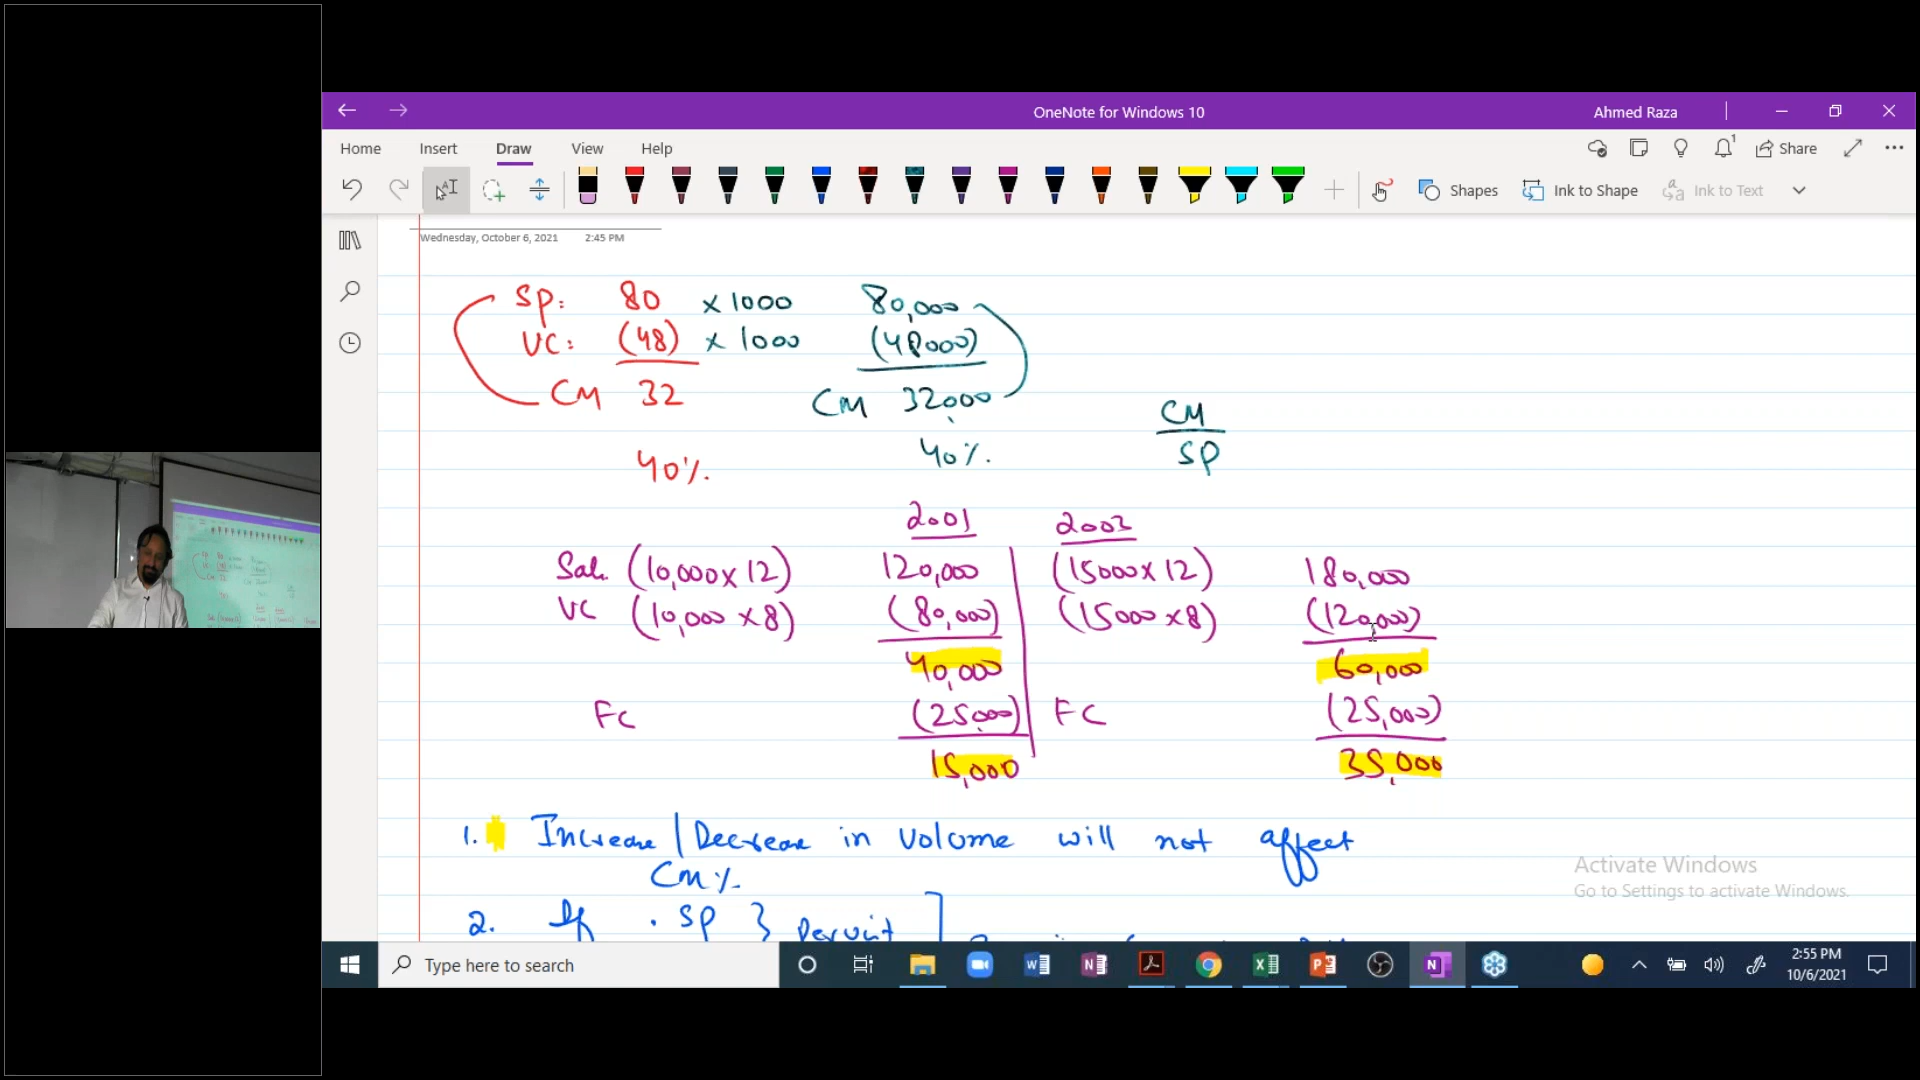 OneNote for Windows 10 Ahmed Raza
Home Insert Draw View Help Share
Shapes Ink to Shape Ink to Text
Wednesday, October 6, 2021 2:45 PM
SP: 80 x 1000 80,000
VC: (48) x 1000 (48000)
CM 32 CM 32,000
CM
SP
40%. 40%.
2001 2002
Sale (10,000 x 12) 120,000 (15000 x 12) 180,000
VC (10,000 x 8) (80,000) (15000 x 8) (120,000)
40,000 60,000
FC (25,000) FC (25,000)
15,000 35,000
1. Increase / Decrease in volume will not affect
CM %
2. If . SP } Per unit
Activate Windows
Go to Settings to activate Windows.
Type here to search
2:55 PM
10/6/2021